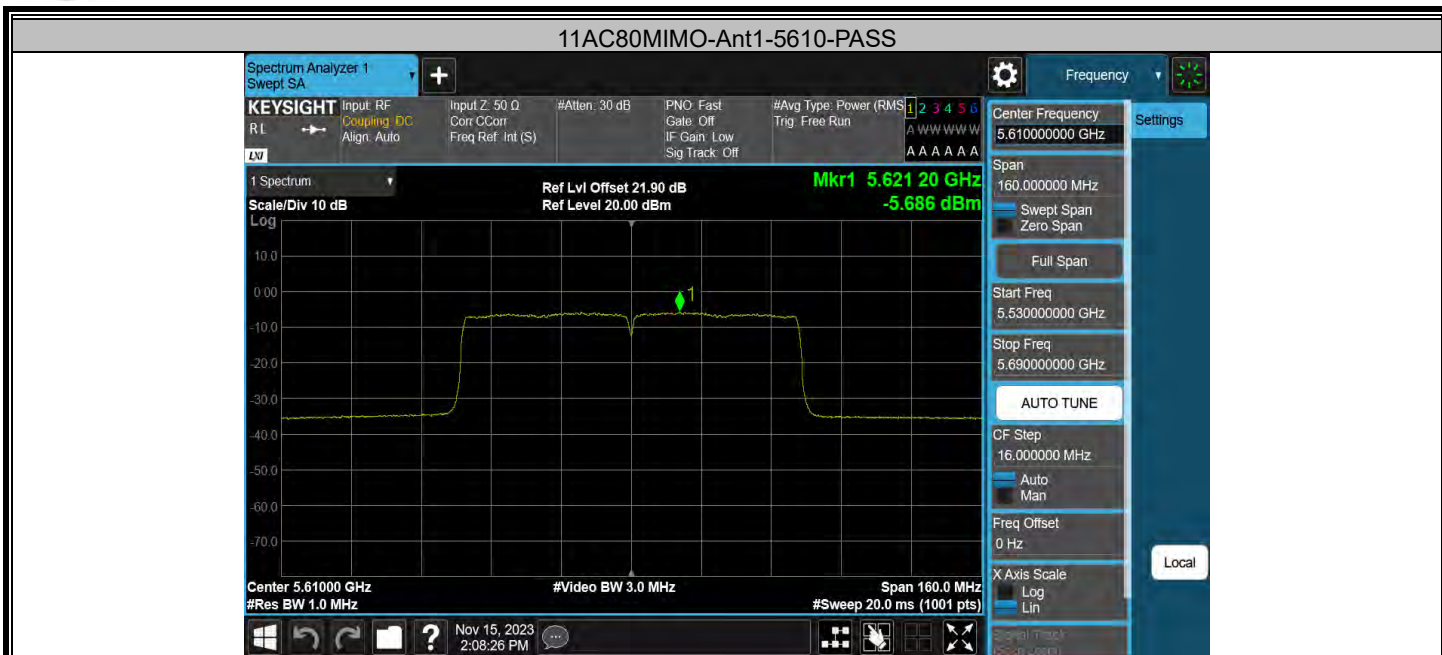 11AC80MIMO-Ant1-5610-PASS
Spectrum Analyzer 1
Swept SA
Frequency
KEYSIGHT
RL
LXI
Input: RF
Coupling: DC
Align: Auto
Input Z: 50 Ω
Corr CCorr
Freq Ref: Int (S)
#Atten: 30 dB
PNO: Fast
Gate: Off
IF Gain: Low
Sig Track: Off
#Avg Type: Power (RMS
Trig: Free Run
1 2 3 4 5 6
A W W W W W
A A A A A A
1 Spectrum
Scale/Div 10 dB
Log
Ref Lvl Offset 21.90 dB
Ref Level 20.00 dBm
Mkr1 5.621 20 GHz
-5.686 dBm
10.0
0.00
-10.0
-20.0
-30.0
-40.0
-50.0
-60.0
-70.0
1
Center 5.61000 GHz
#Res BW 1.0 MHz
#Video BW 3.0 MHz
Span 160.0 MHz
#Sweep 20.0 ms (1001 pts)
Center Frequency
5.610000000 GHz
Span
160.000000 MHz
Swept Span
Zero Span
Full Span
Start Freq
5.530000000 GHz
Stop Freq
5.690000000 GHz
AUTO TUNE
CF Step
16.000000 MHz
Auto
Man
Freq Offset
0 Hz
X Axis Scale
Log
Lin
Signal Track
(Span Zoom)
Settings
Local
?
Nov 15, 2023
2:08:26 PM